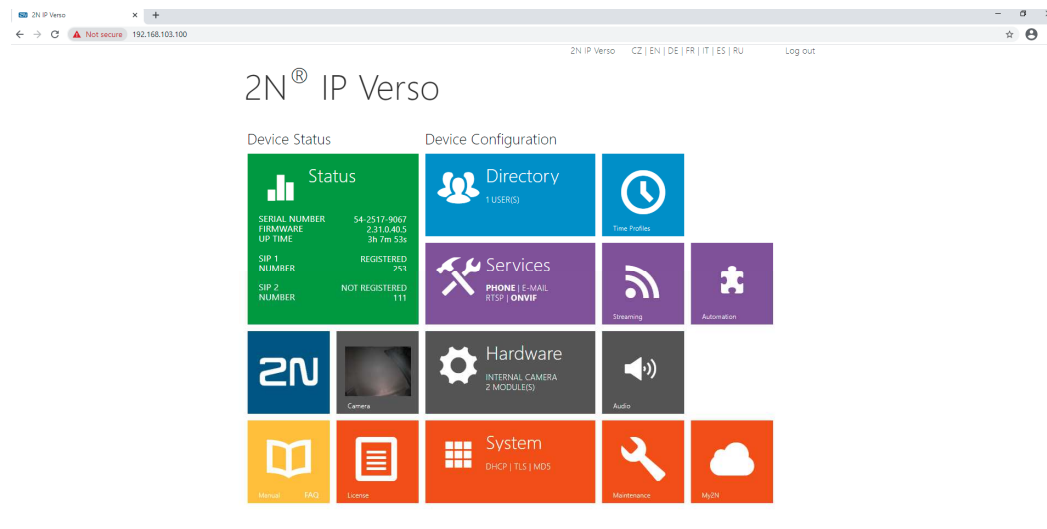 2N IP Verso
Not secure 192.168.103.100
2N IP Verso CZ | EN | DE | FR | IT | ES | RU Log out
2N® IP Verso
Device Status Device Configuration
Status
SERIAL NUMBER 54-2517-9067
FIRMWARE 2.31.0.40.5
UP TIME 3h 7m 53s
SIP 1 REGISTERED
NUMBER 253
SIP 2 NOT REGISTERED
NUMBER 111
Directory
1 USER(S)
Time Profiles
Services
PHONE | E-MAIL
RTSP | ONVIF
Streaming
Automation
2N
Camera
Hardware
INTERNAL CAMERA
2 MODULE(S)
Audio
Manual FAQ
License
System
DHCP | TLS | MD5
Maintenance
My2N